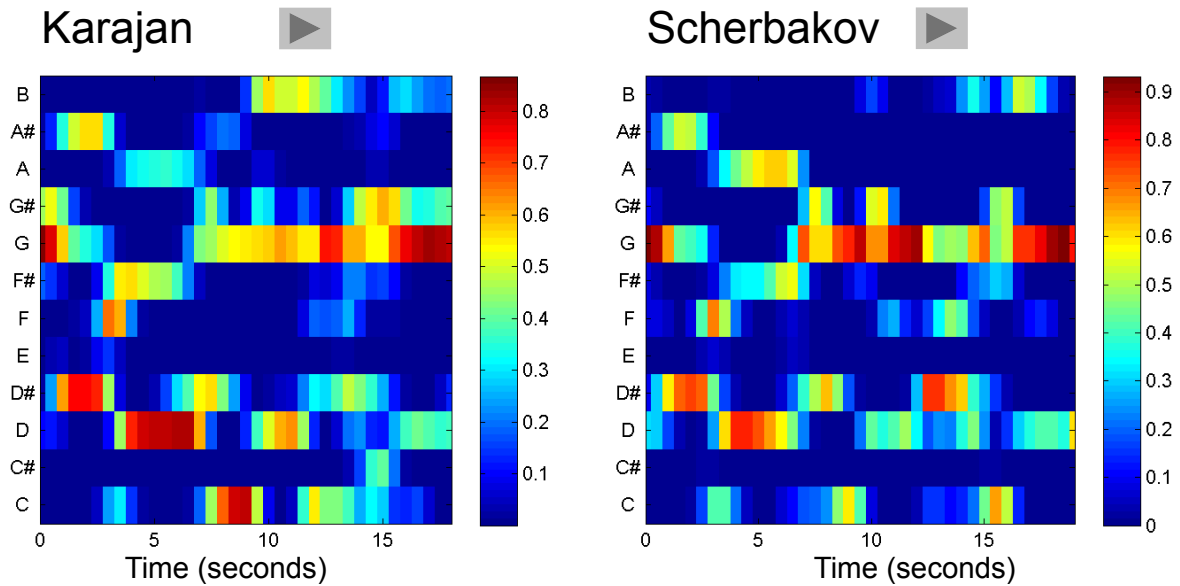 Karajan
B
A#
A
G#
G
F#
F
E
D#
D
C#
C
0 5 10 15
Time (seconds)
0.8
0.7
0.6
0.5
0.4
0.3
0.2
0.1
Scherbakov
B
A#
A
G#
G
F#
F
E
D#
D
C#
C
0 5 10 15
Time (seconds)
0.9
0.8
0.7
0.6
0.5
0.4
0.3
0.2
0.1
0